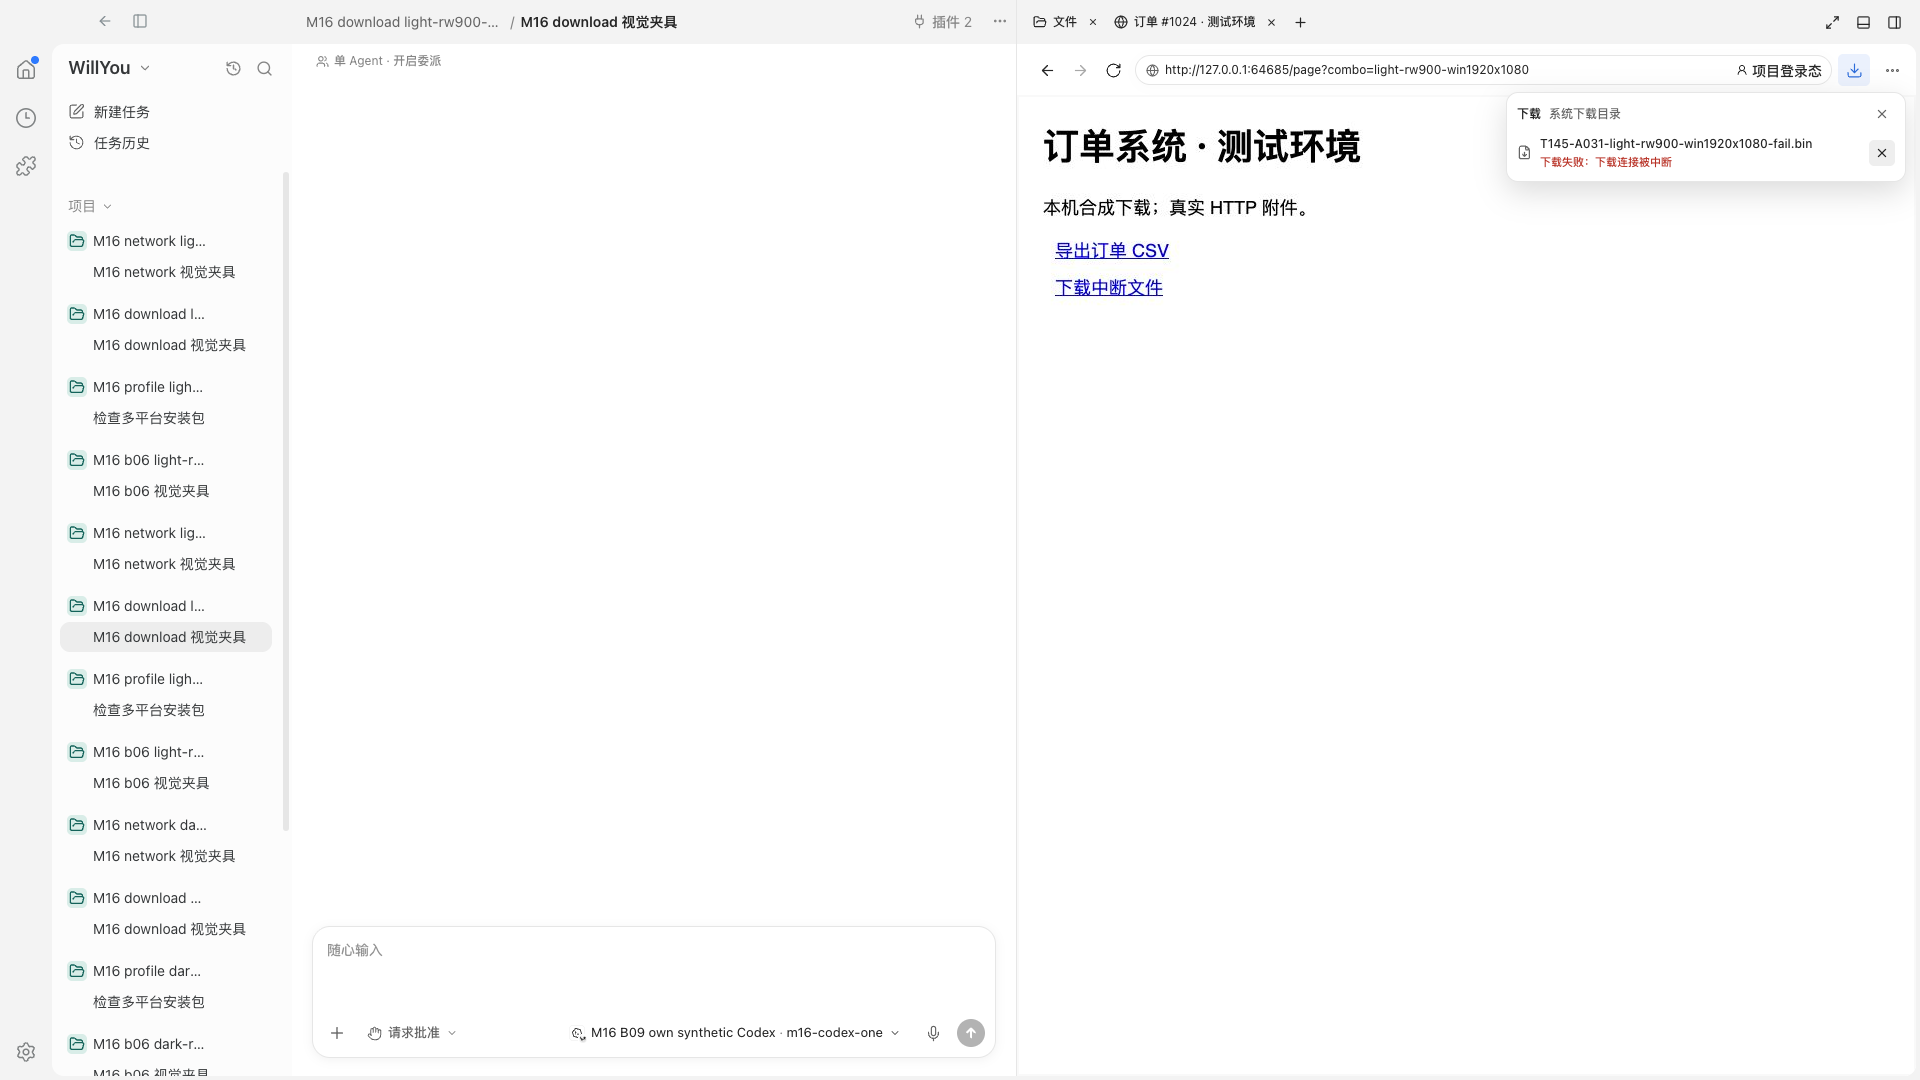 M16 download light-rw900-... / M16 download 视觉夹具
插件 2
文件
订单 #1024 · 测试环境
WillYou
新建任务
任务历史
项目
M16 network lig...
M16 network 视觉夹具
M16 download l...
M16 download 视觉夹具
M16 profile ligh...
检查多平台安装包
M16 b06 light-r...
M16 b06 视觉夹具
M16 network lig...
M16 network 视觉夹具
M16 download l...
M16 download 视觉夹具
M16 profile ligh...
检查多平台安装包
M16 b06 light-r...
M16 b06 视觉夹具
M16 network da...
M16 network 视觉夹具
M16 download ...
M16 download 视觉夹具
M16 profile dar...
检查多平台安装包
M16 b06 dark-r...
M16 b06 视觉夹具
单 Agent · 开启委派
随心输入
请求批准
M16 B09 own synthetic Codex · m16-codex-one
http://127.0.0.1:64685/page?combo=light-rw900-win1920x1080
项目登录态
下载 系统下载目录
T145-A031-light-rw900-win1920x1080-fail.bin
下载失败：下载连接被中断
订单系统 · 测试环境
本机合成下载；真实 HTTP 附件。
导出订单 CSV
下载中断文件